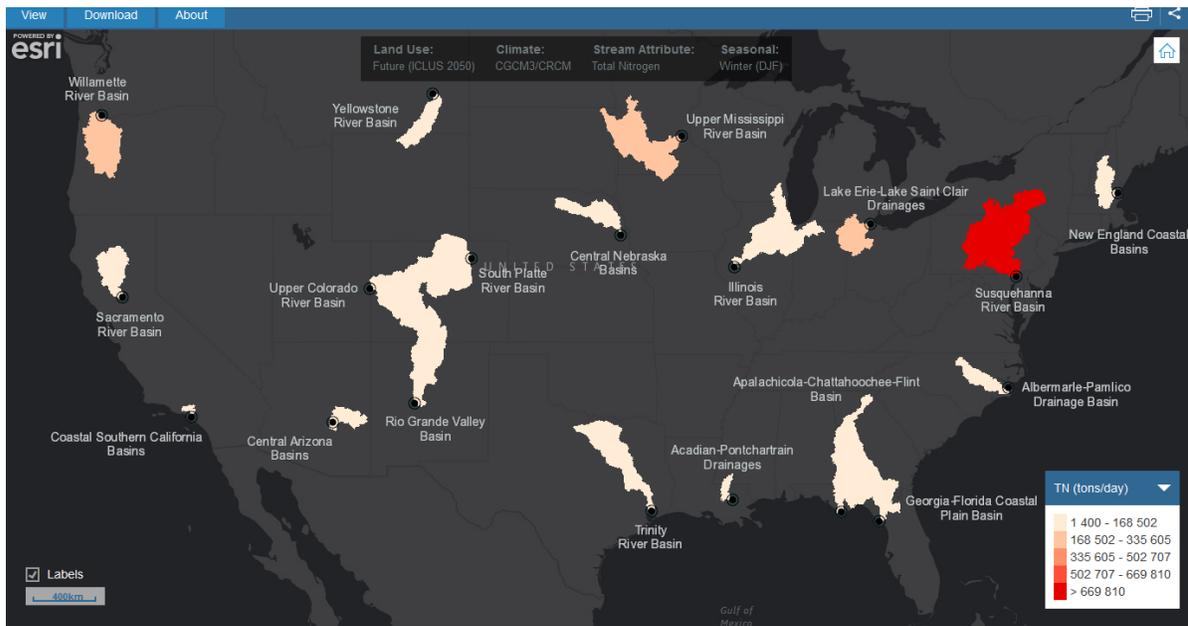 View Download About
POWERED BY
esri
Land Use: Climate: Stream Attribute: Seasonal:
Future (ICLUS 2050) CGCM3/CRCM Total Nitrogen Winter (DJF)
Willamette
River Basin
Yellowstone
River Basin
Upper Mississippi
River Basin
Lake Erie-Lake Saint Clair
Drainages
New England Coastal
Basins
Central Nebraska
Basins
UNITED STATES
South Platte
River Basin
Upper Colorado
River Basin
Illinois
River Basin
Susquehanna
River Basin
Sacramento
River Basin
Apalachicola-Chattahoochee-Flint
Basin
Albermarle-Pamlico
Drainage Basin
Coastal Southern California
Basins
Central Arizona
Basins
Rio Grande Valley
Basin
Acadian-Pontchartrain
Drainages
Georgia-Florida Coastal
Plain Basin
Trinity
River Basin
TN (tons/day)
1 400 - 168 502
168 502 - 335 605
335 605 - 502 707
502 707 - 669 810
> 669 810
Labels
400km
Gulf of
Mexico